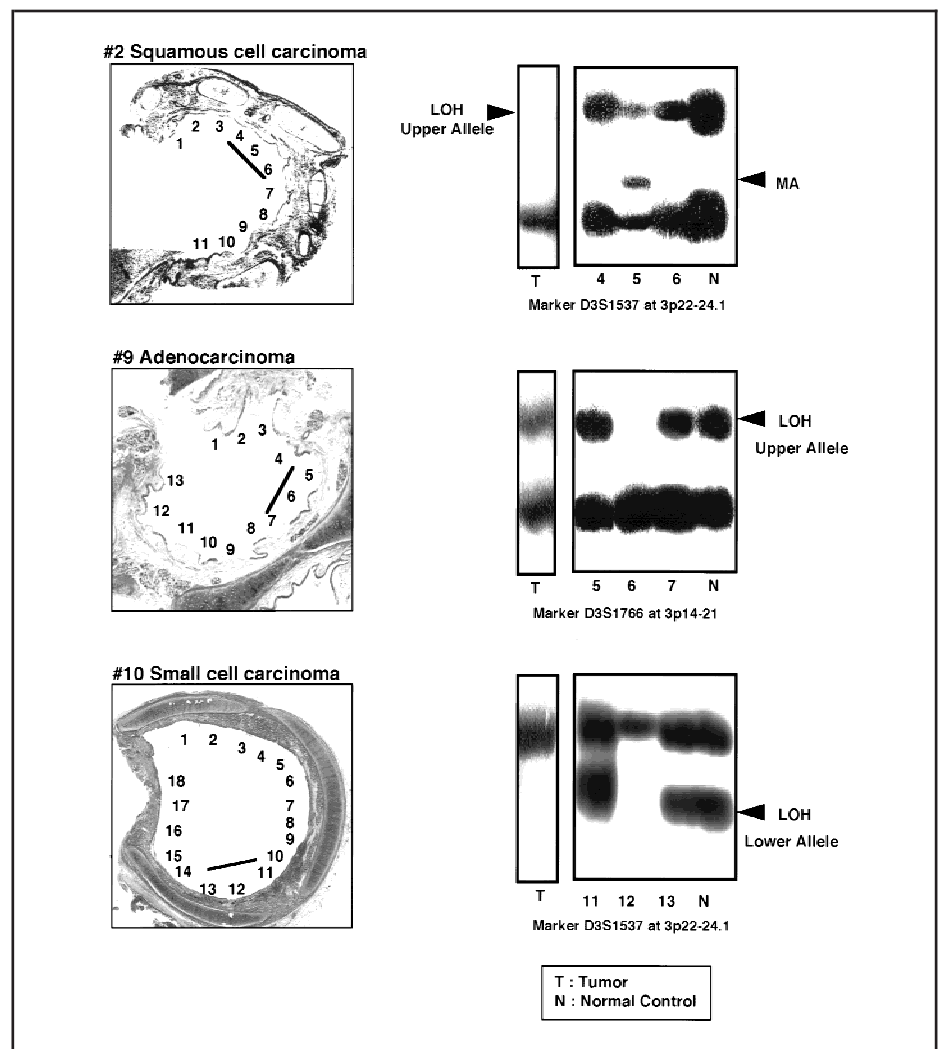 #2 Squamous cell carcinoma
1 2 3 4 5 6 7 8 9 10 11
LOH
Upper Allele
MA
T 4 5 6 N
Marker D3S1537 at 3p22-24.1
#9 Adenocarcinoma
1 2 3 4 5 6 7 8 9 10 11 12 13
LOH
Upper Allele
T 5 6 7 N
Marker D3S1766 at 3p14-21
#10 Small cell carcinoma
1 2 3 4 5 6 7 8 9 10 11 12 13 14 15 16 17 18
LOH
Lower Allele
T 11 12 13 N
Marker D3S1537 at 3p22-24.1
T : Tumor
N : Normal Control